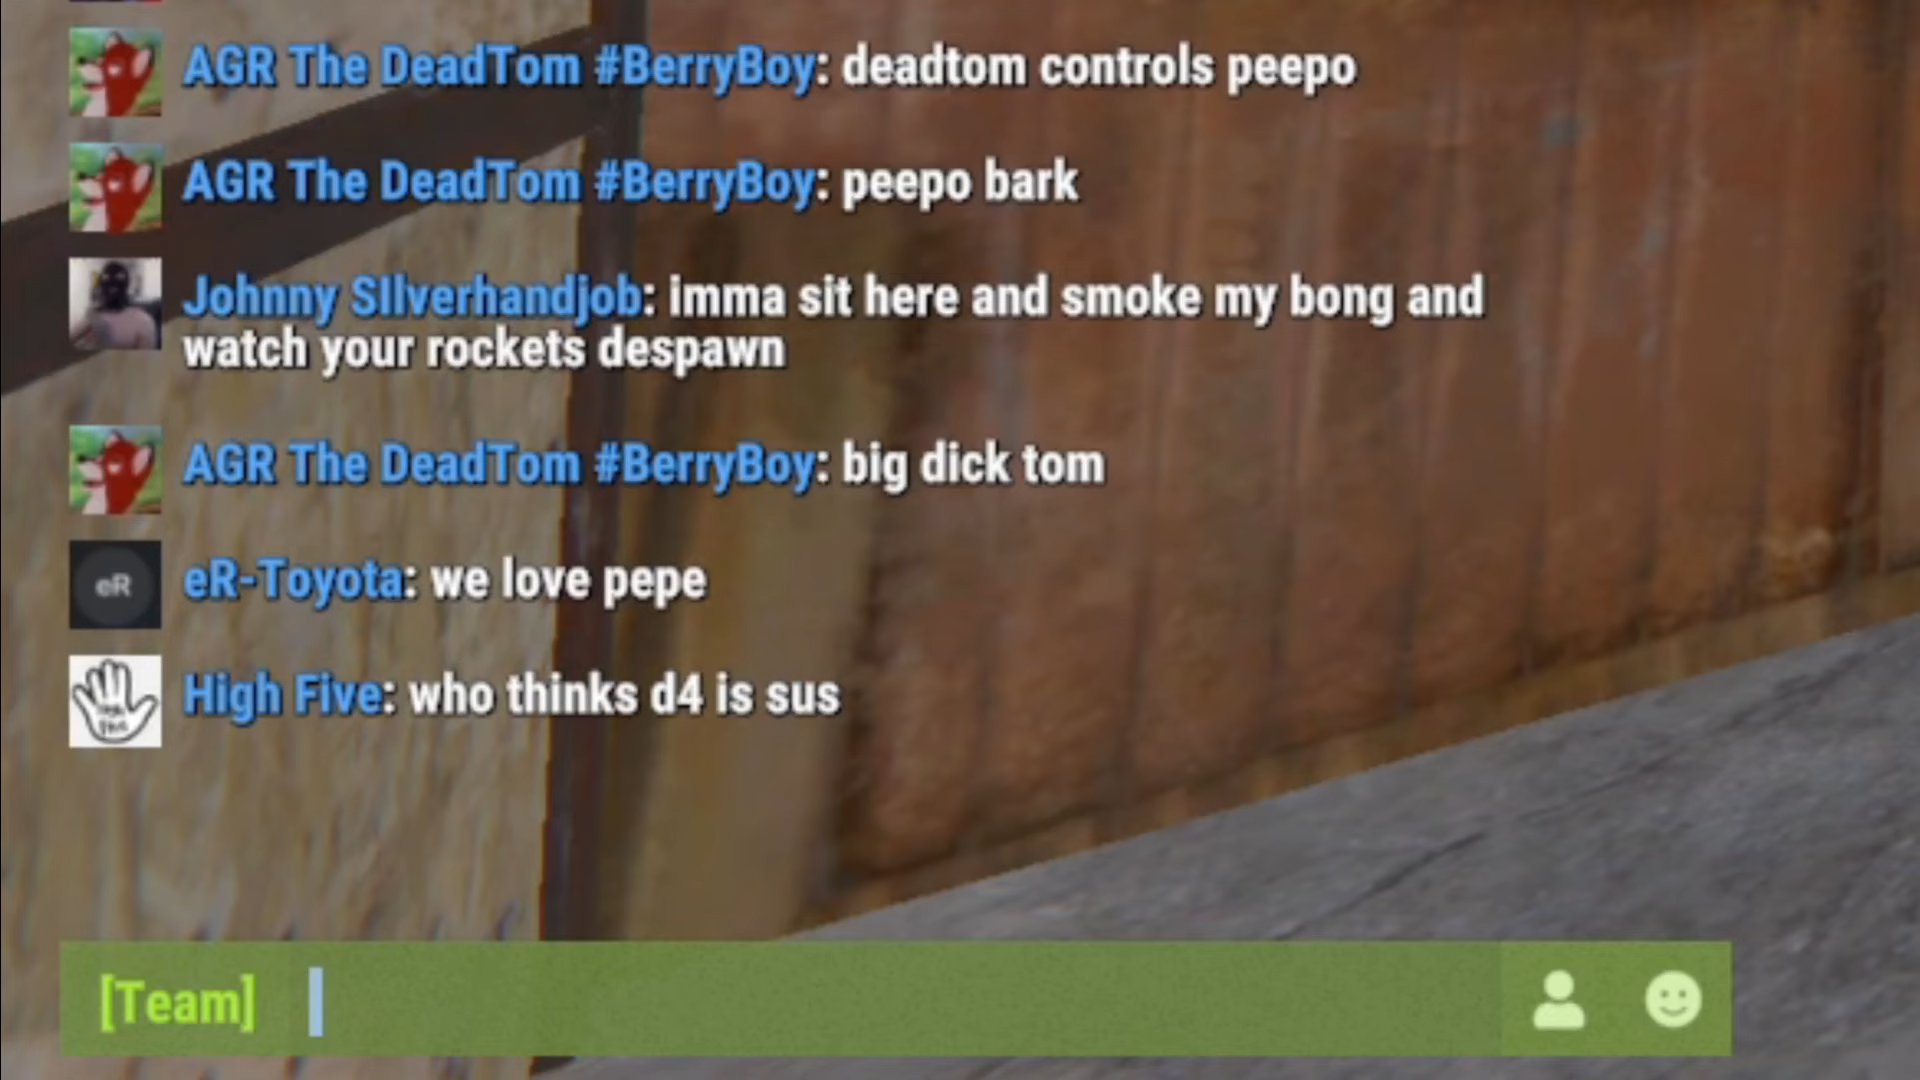 AGR The DeadTom #BerryBoy: deadtom controls peepo
AGR The DeadTom #BerryBoy: peepo bark
Johnny SIlverhandjob: imma sit here and smoke my bong and
watch your rockets despawn
AGR The DeadTom #BerryBoy: big dick tom
eR
eR-Toyota: we love pepe
High Five: who thinks d4 is sus
[Team]